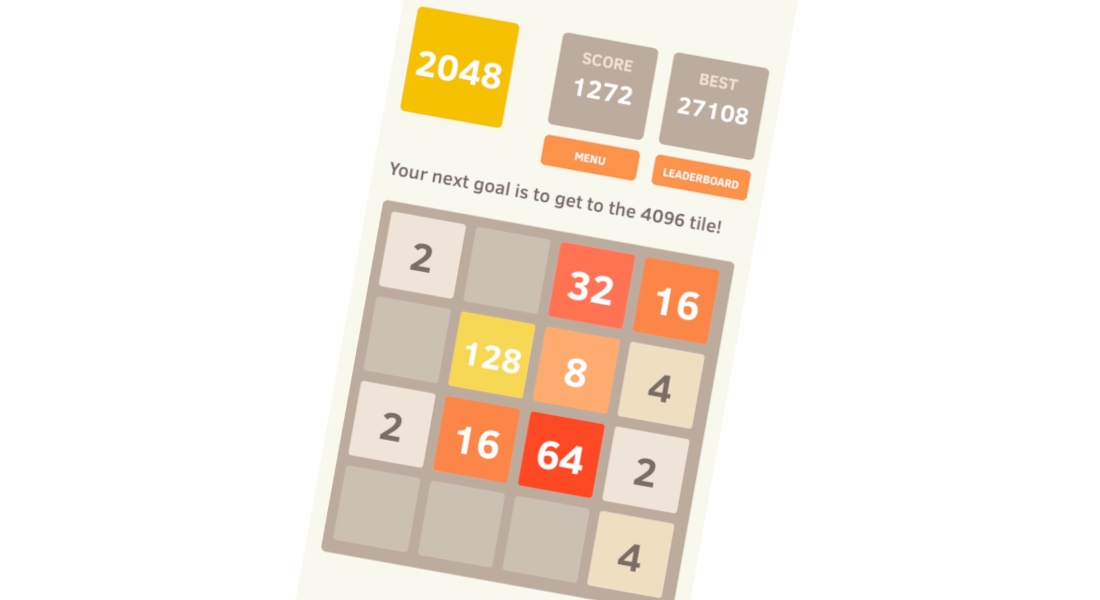 2048
SCORE
1272
BEST
27108
MENU
LEADERBOARD
Your next goal is to get to the 4096 tile!
2 32 16
128 8 4
2 16 64 2
4